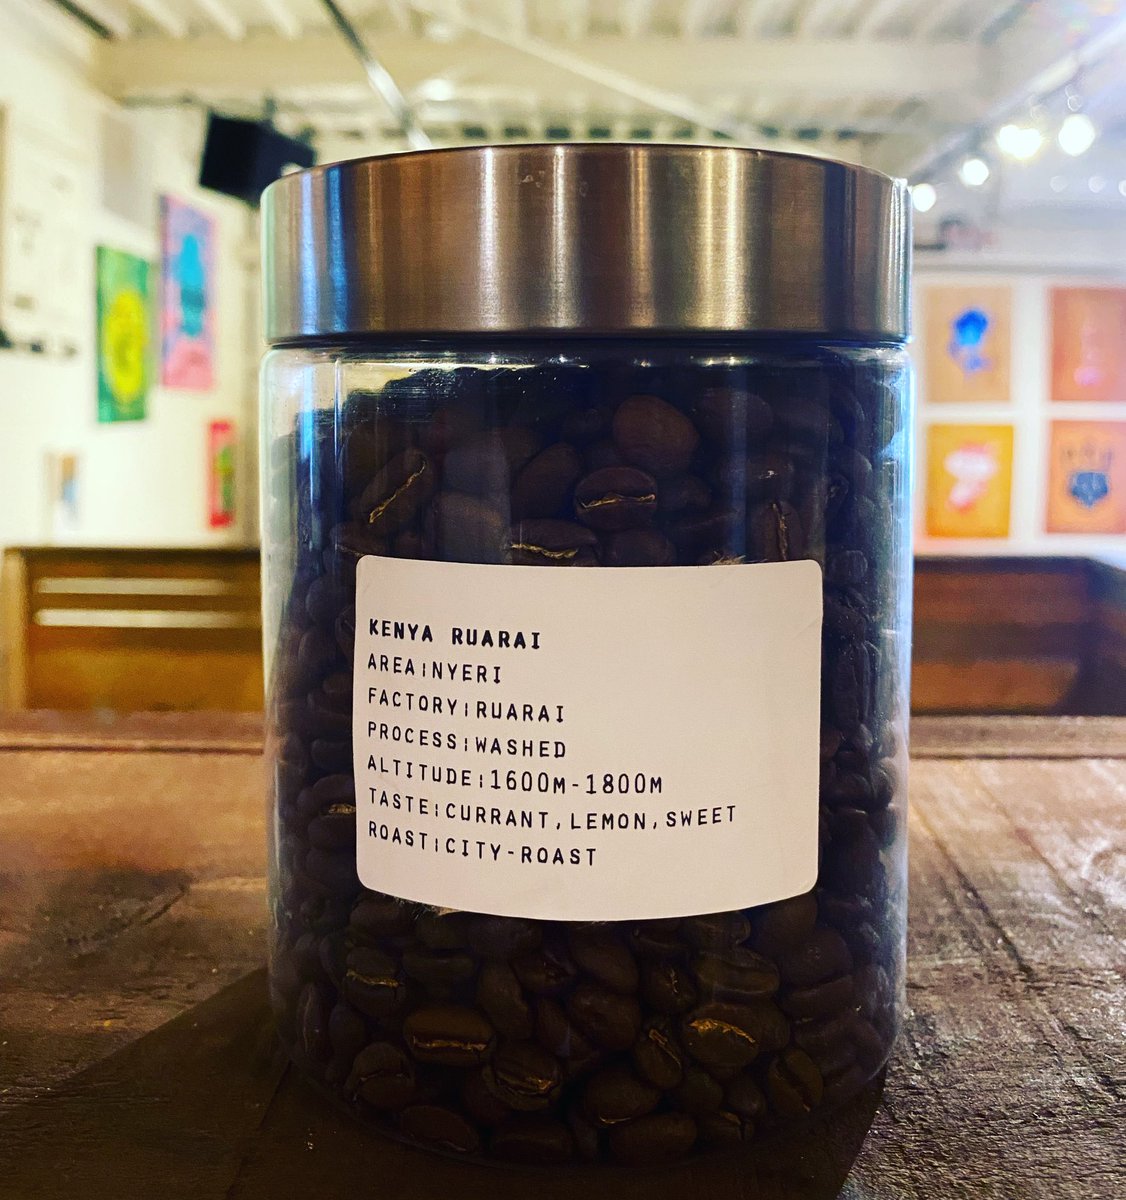 KENYA RUARAI
AREA:NYERI
FACTORY:RUARAI
PROCESS:WASHED
ALTITUDE:1600M-1800M
TASTE:CURRANT,LEMON,SWEET
ROAST:CITY-ROAST